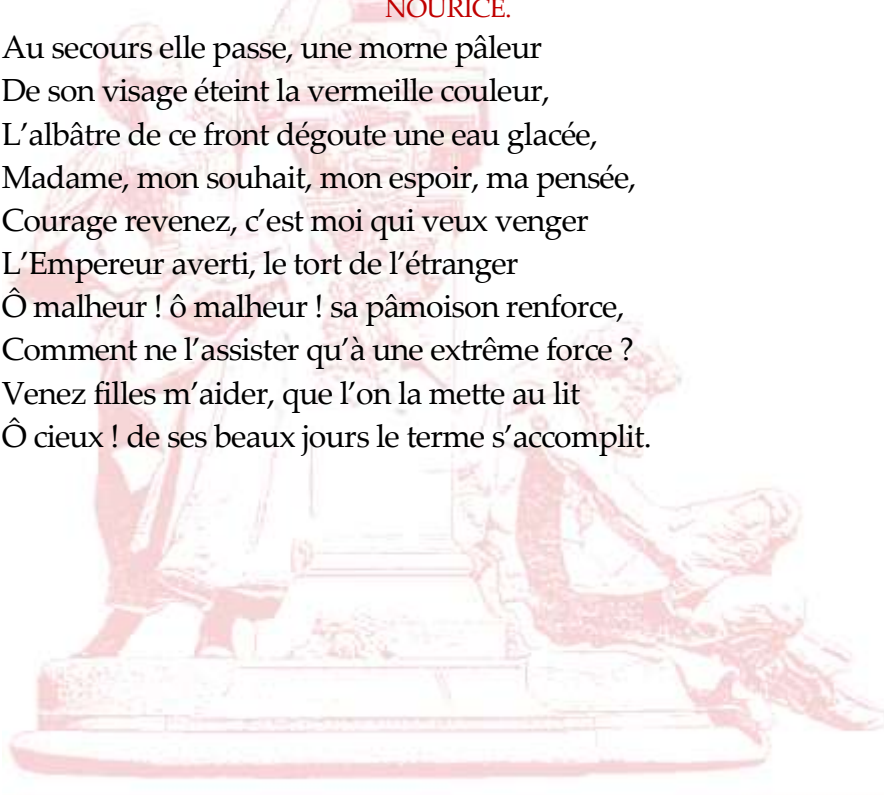 NOURICE.
Au secours elle passe, une morne pâleur
De son visage éteint la vermeille couleur,
L’albâtre de ce front dégoute une eau glacée,
Madame, mon souhait, mon espoir, ma pensée,
Courage revenez, c’est moi qui veux venger
L’Empereur averti, le tort de l’étranger
Ô malheur ! ô malheur ! sa pâmoison renforce,
Comment ne l’assister qu’à une extrême force ?
Venez filles m’aider, que l’on la mette au lit
Ô cieux ! de ses beaux jours le terme s’accomplit.